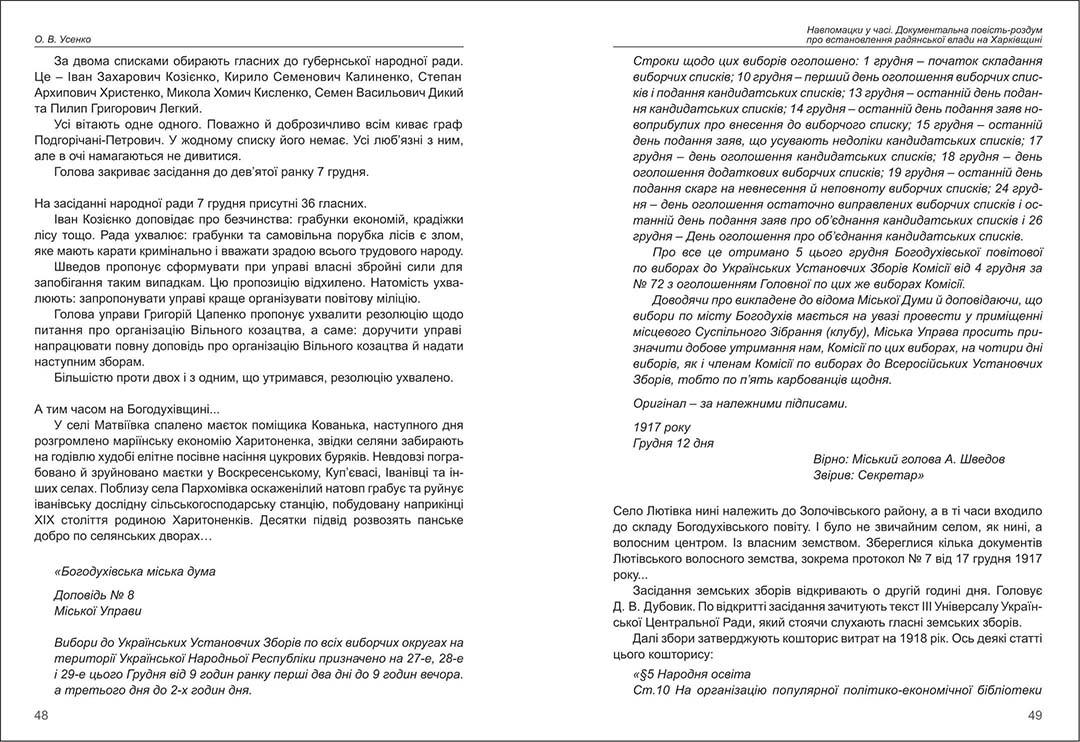 О. В. Усенко
За двома списками обирають гласних до губернської народної ради.
Це – Іван Захарович Козієнко, Кирило Семенович Калиненко, Степан
Архипович Христенко, Микола Хомич Кисленко, Семен Васильович Дикий
та Пилип Григорович Легкий.
Усі вітають одне одного. Поважно й доброзичливо всім киває граф
Подгорічані-Петрович. У жодному списку його немає. Усі люб’язні з ним,
але в очі намагаються не дивитися.
Голова закриває засідання до дев’ятої ранку 7 грудня.
На засіданні народної ради 7 грудня присутні 36 гласних.
Іван Козієнко доповідає про безчинства: грабунки економій, крадіжки
лісу тощо. Рада ухвалює: грабунки та самовільна порубка лісів є злом,
яке мають карати кримінально і вважати зрадою всього трудового народу.
Шведов пропонує сформувати при управі власні збройні сили для
запобігання таким випадкам. Цю пропозицію відхилено. Натомість ухва-
люють: запропонувати управі краще організувати повітову міліцію.
Голова управи Григорій Цапенко пропонує ухвалити резолюцію щодо
питання про організацію Вільного козацтва, а саме: доручити управі
напрацювати повну доповідь про організацію Вільного козацтва й надати
наступним зборам.
Більшістю проти двох і з одним, що утримався, резолюцію ухвалено.
А тим часом на Богодухівщині...
У селі Матвіївка спалено маєток поміщика Кованька, наступного дня
розгромлено маріїнську економію Харитоненка, звідки селяни забирають
на годівлю худобі елітне посівне насіння цукрових буряків. Невдовзі погра-
бовано й зруйновано маєтки у Воскресенському, Куп’євасі, Іванівці та ін-
ших селах. Поблизу села Пархомівка оскаженілий натовп грабує та руйнує
іванівську дослідну сільськогосподарську станцію, побудовану наприкінці
ХІХ століття родиною Харитоненків. Десятки підвід розвозять панське
добро по селянських дворах…
«Богодухівська міська дума
Доповідь № 8
Міської Управи
Вибори до Українських Установчих Зборів по всіх виборчих округах на
території Української Народньої Республіки призначено на 27-е, 28-е
і 29-е цього Грудня від 9 годин ранку перші два дні до 9 годин вечора.
а третього дня до 2-х годин дня.
48
Навпомацки у часі. Документальна повість-роздум
про встановлення радянської влади на Харківщині
Строки щодо цих виборів оголошено: 1 грудня – початок складання
виборчих списків; 10 грудня – перший день оголошення виборчих спис-
ків і подання кандидатських списків; 13 грудня – останній день подан-
ня кандидатських списків; 14 грудня – останній день подання заяв но-
воприбулих про внесення до виборчого списку; 15 грудня – останній
день подання заяв, що усувають недоліки кандидатських списків; 17
грудня – день оголошення кандидатських списків; 18 грудня – день
оголошення додаткових виборчих списків; 19 грудня – останній день
подання скарг на невнесення й неповноту виборчих списків; 24 груд-
ня – день оголошення остаточно виправлених виборчих списків і ос-
танній день подання заяв про об’єднання кандидатських списків і 26
грудня – День оголошення про об’єднання кандидатських списків.
Про все це отримано 5 цього грудня Богодухівської повітової
по виборах до Українських Установчих Зборів Комісії від 4 грудня за
№ 72 з оголошенням Головної по цих же виборах Комісії.
Доводячи про викладене до відома Міської Думи й доповідаючи, що
вибори по місту Богодухів мається на увазі провести у приміщенні
місцевого Суспільного Зібрання (клубу), Міська Управа просить при-
значити добове утримання нам, Комісії по цих виборах, на чотири дні
виборів, як і членам Комісії по виборах до Всеросійських Установчих
Зборів, тобто по п’ять карбованців щодня.
Оригінал – за належними підписами.
1917 року
Грудня 12 дня
Вірно: Міський голова А. Шведов
Звірив: Секретар»
Село Лютівка нині належить до Золочівського району, а в ті часи входило
до складу Богодухівського повіту. І було не звичайним селом, як нині, а
волосним центром. Із власним земством. Збереглися кілька документів
Лютівського волосного земства, зокрема протокол № 7 від 17 грудня 1917
року...
Засідання земських зборів відкривають о другій годині дня. Головує
Д. В. Дубовик. По відкритті засідання зачитують текст ІІІ Універсалу Україн-
ської Центральної Ради, який стоячи слухають гласні земських зборів.
Далі збори затверджують кошторис витрат на 1918 рік. Ось деякі статті
цього кошторису:
«§5 Народня освіта
Ст.10 На організацію популярної політико-економічної бібліотеки
49